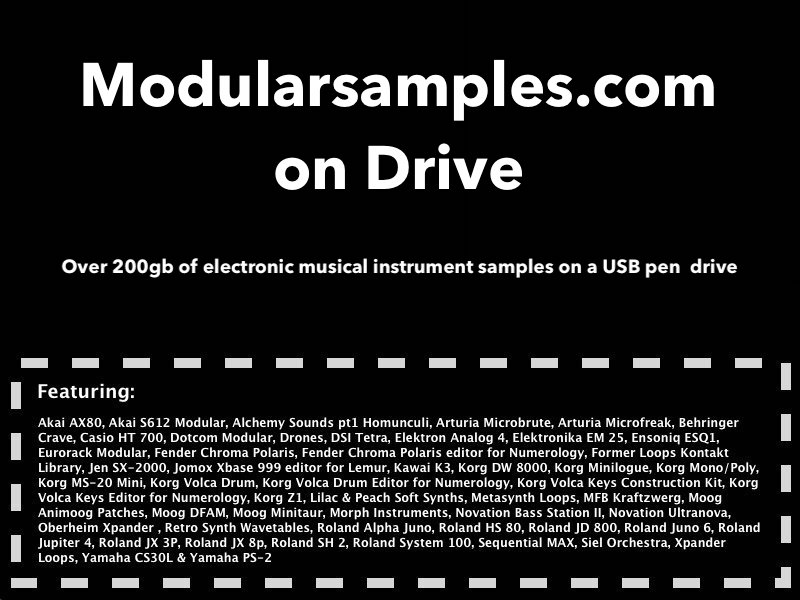 Modularsamples.com
on Drive
Over 200gb of electronic musical instrument samples on a USB pen drive
Featuring:
Akai AX80, Akai S612 Modular, Alchemy Sounds pt1 Homunculi, Arturia Microbrute, Arturia Microfreak, Behringer
Crave, Casio HT 700, Dotcom Modular, Drones, DSI Tetra, Elektron Analog 4, Elektronika EM 25, Ensoniq ESQ1,
Eurorack Modular, Fender Chroma Polaris, Fender Chroma Polaris editor for Numerology, Former Loops Kontakt
Library, Jen SX-2000, Jomox Xbase 999 editor for Lemur, Kawai K3, Korg DW 8000, Korg Minilogue, Korg Mono/Poly,
Korg MS-20 Mini, Korg Volca Drum, Korg Volca Drum Editor for Numerology, Korg Volca Keys Construction Kit, Korg
Volca Keys Editor for Numerology, Korg Z1, Lilac & Peach Soft Synths, Metasynth Loops, MFB Kraftzwerg, Moog
Animoog Patches, Moog DFAM, Moog Minitaur, Morph Instruments, Novation Bass Station II, Novation Ultranova,
Oberheim Xpander , Retro Synth Wavetables, Roland Alpha Juno, Roland HS 80, Roland JD 800, Roland Juno 6, Roland
Jupiter 4, Roland JX 3P, Roland JX 8p, Roland SH 2, Roland System 100, Sequential MAX, Siel Orchestra, Xpander
Loops, Yamaha CS30L & Yamaha PS-2